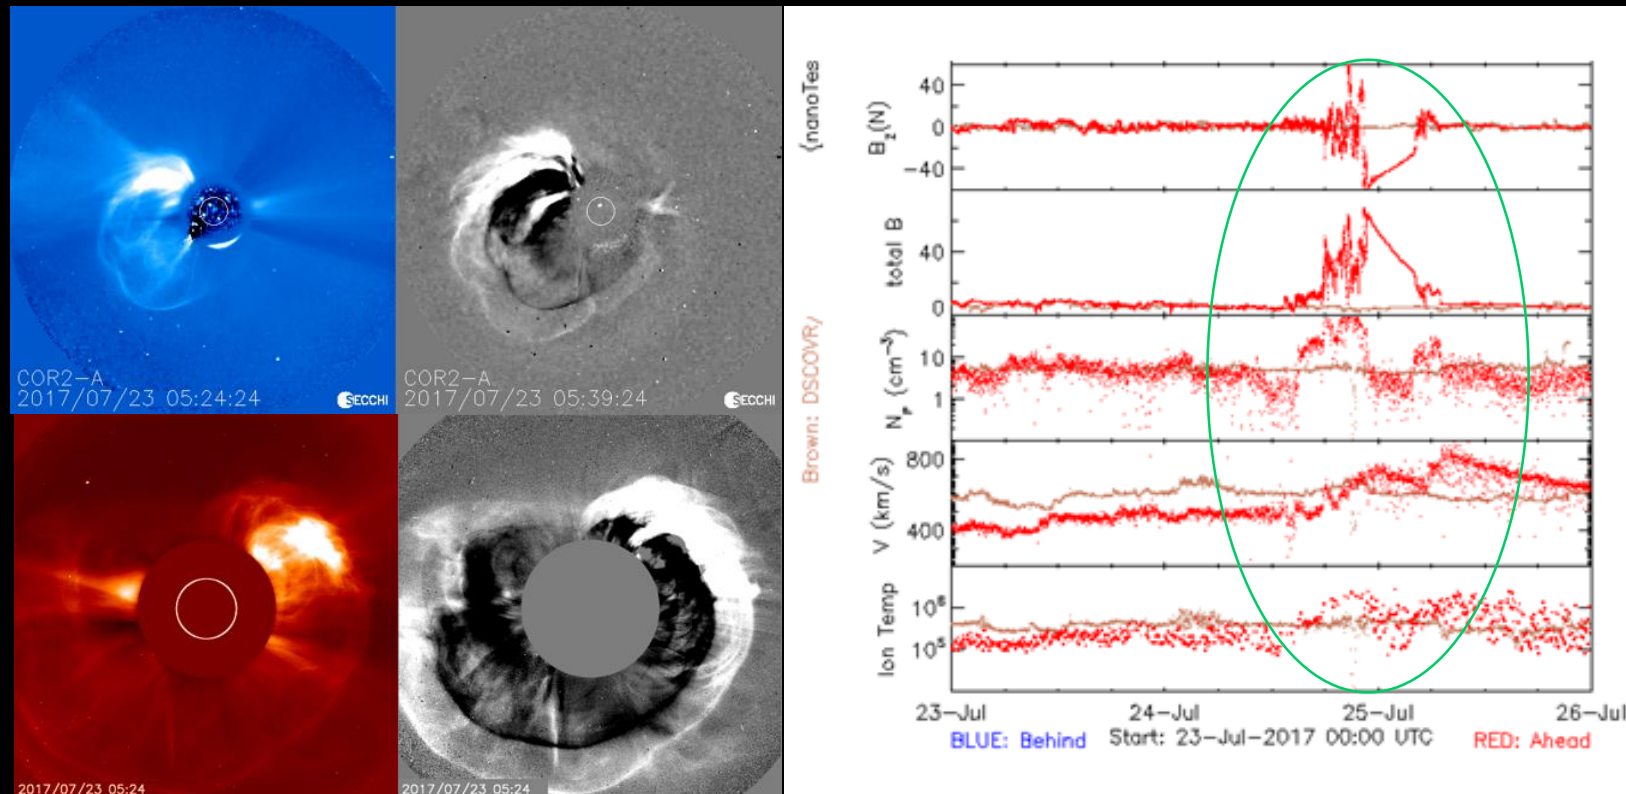 COR2-A
2017/07/23 05:24:24
SECCHI
COR2-A
2017/07/23 05:39:24
SECCHI
2017/07/23 05:24
2017/07/23 05:24
(nanoTes
Brown: DSCOVR/
Bz(N)
40
0
-40
total B
40
0
Np (cm-3)
10
1
V (km/s)
800
400
Ion Temp
10^6
10^5
23-Jul
24-Jul
25-Jul
26-Jul
BLUE: Behind
Start: 23-Jul-2017 00:00 UTC
RED: Ahead